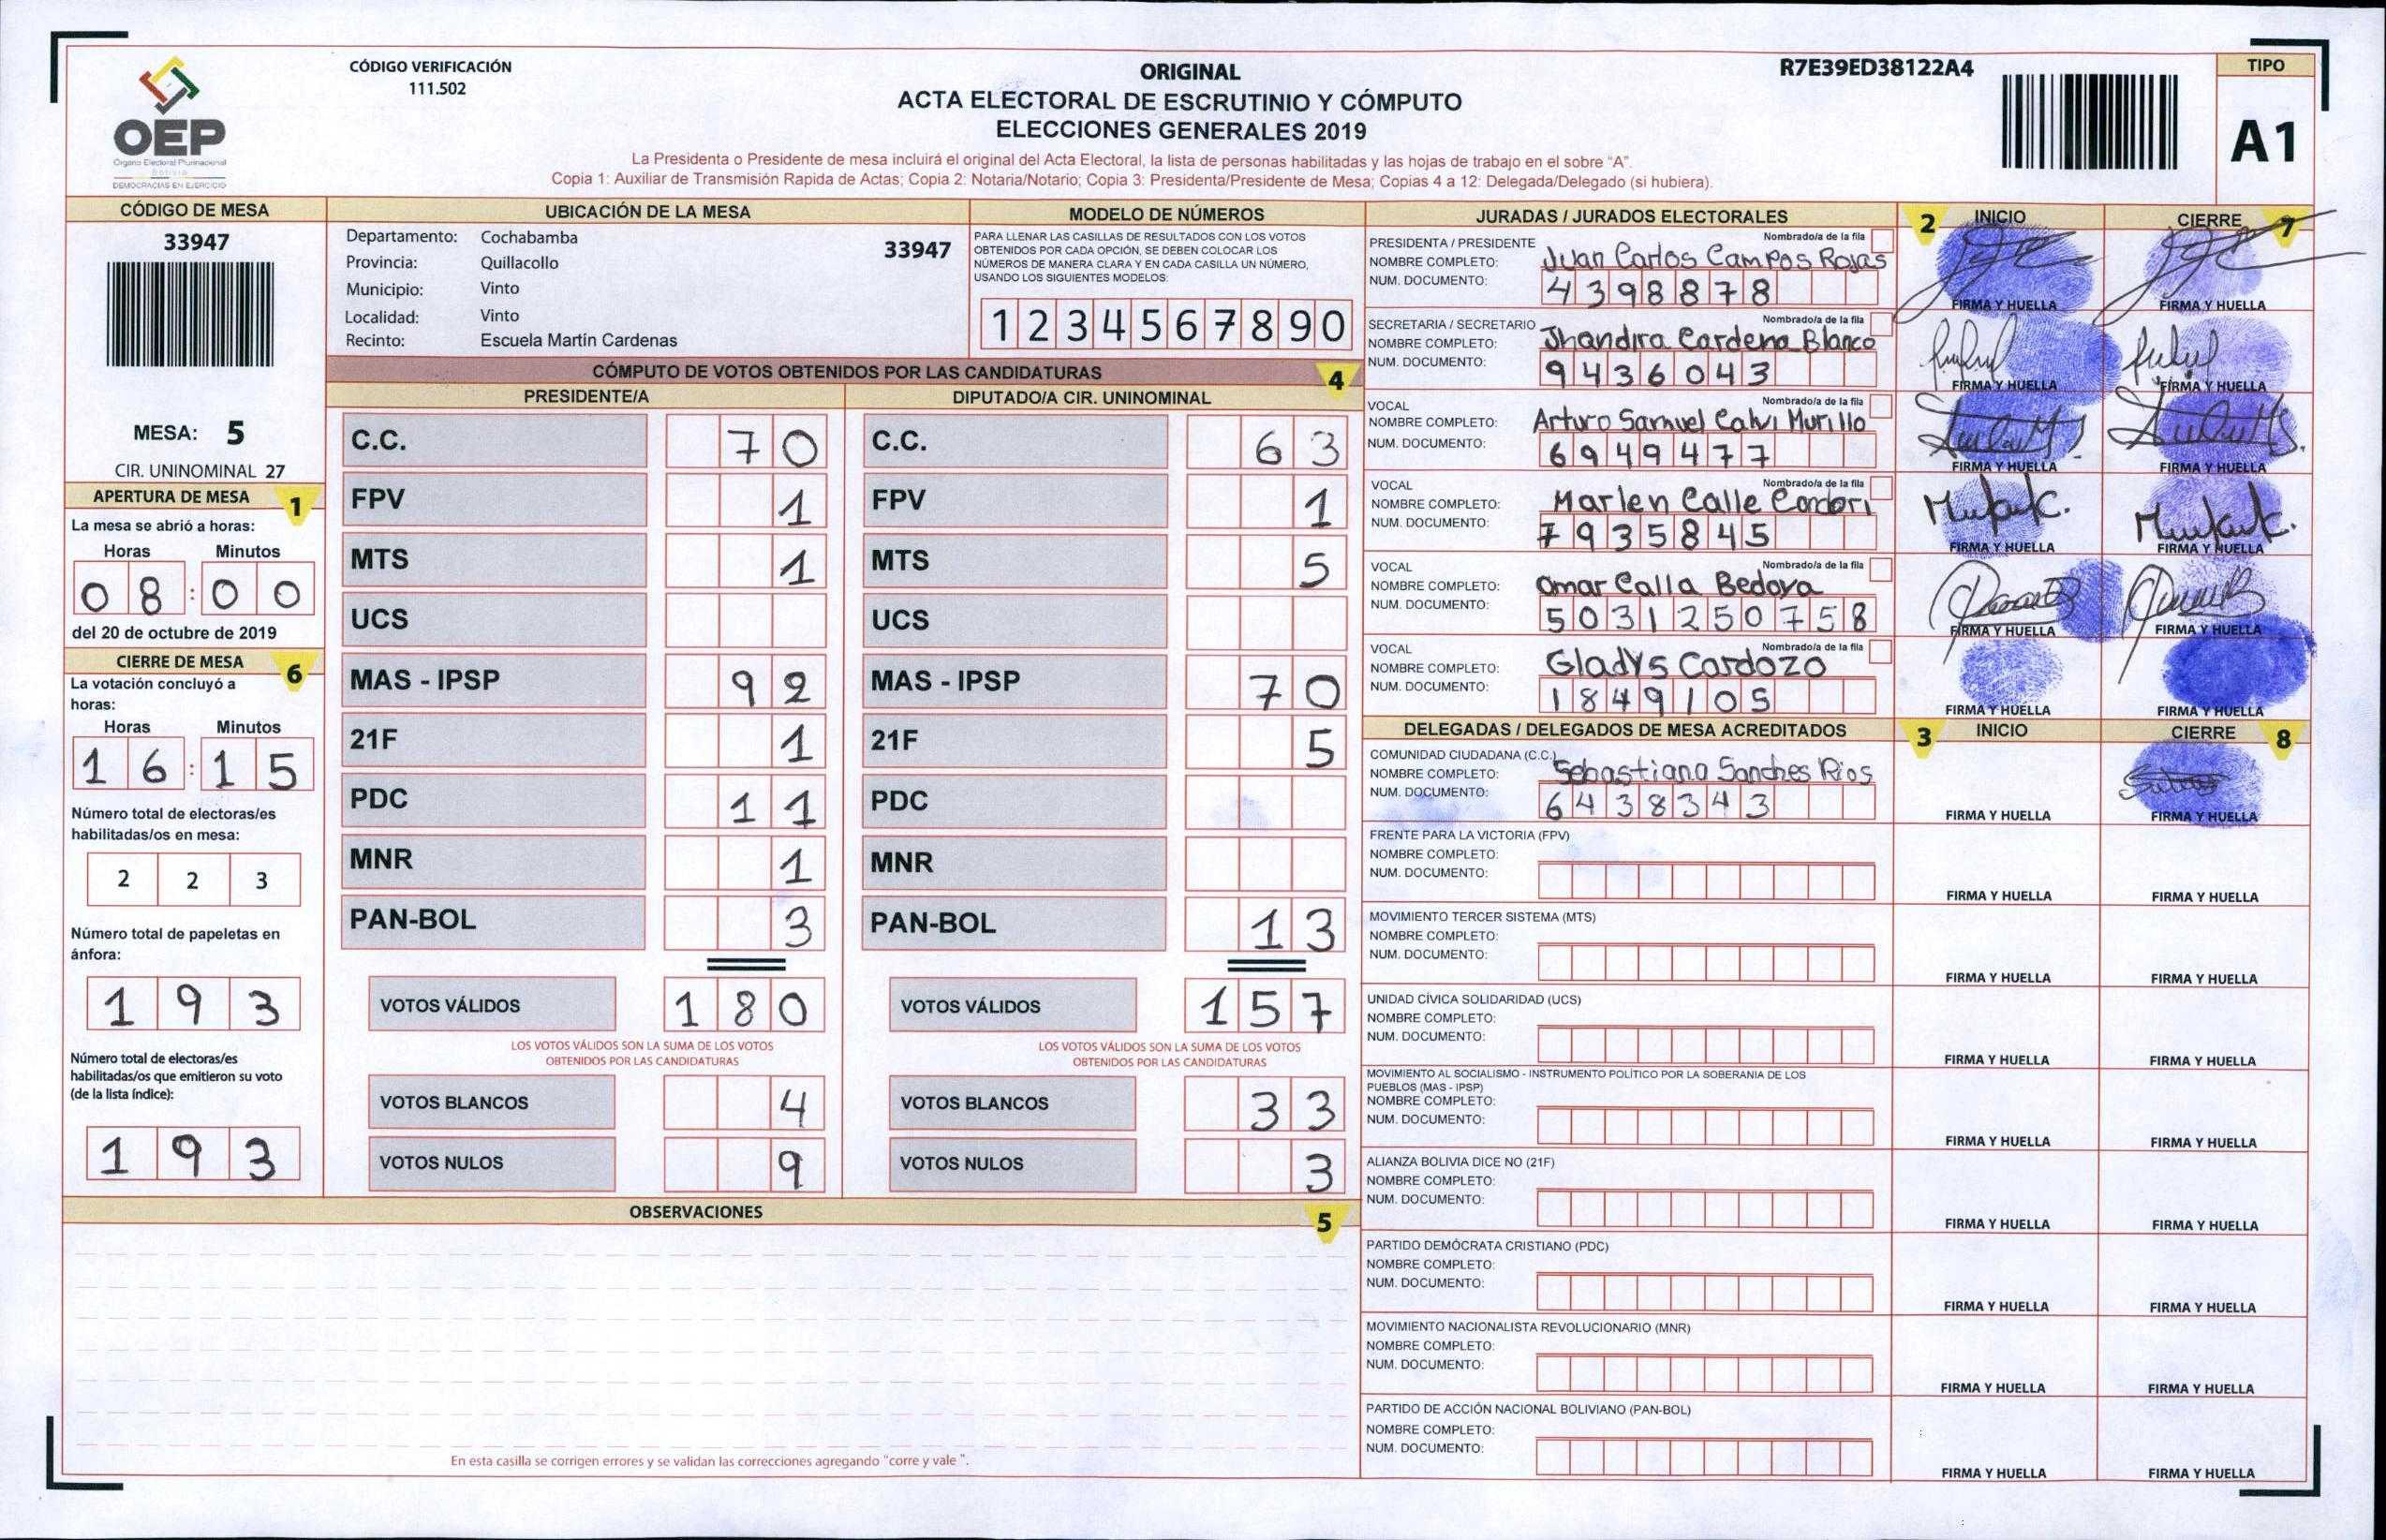 OEP
Órgano Electoral Plurinacional
Bolivia
DEMOCRACIAS EN EJERCICIO
CÓDIGO VERIFICACIÓN
111.502
ORIGINAL
ACTA ELECTORAL DE ESCRUTINIO Y CÓMPUTO
ELECCIONES GENERALES 2019
La Presidenta o Presidente de mesa incluirá el original del Acta Electoral, la lista de personas habilitadas y las hojas de trabajo en el sobre "A".
Copia 1: Auxiliar de Transmisión Rapida de Actas; Copia 2: Notaria/Notario; Copia 3: Presidenta/Presidente de Mesa; Copias 4 a 12: Delegada/Delegado (si hubiera).
R7E39ED38122A4
TIPO
A1
CÓDIGO DE MESA
33947
MESA: 5
CIR. UNINOMINAL 27
APERTURA DE MESA 1
La mesa se abrió a horas:
Horas Minutos
08:00
del 20 de octubre de 2019
CIERRE DE MESA 6
La votación concluyó a
horas:
Horas Minutos
16:15
Número total de electoras/es
habilitadas/os en mesa:
2 2 3
Número total de papeletas en
ánfora:
1 9 3
Número total de electoras/es
habilitadas/os que emitieron su voto
(de la lista índice):
1 9 3
UBICACIÓN DE LA MESA
Departamento: Cochabamba 33947
Provincia: Quillacollo
Municipio: Vinto
Localidad: Vinto
Recinto: Escuela Martín Cardenas
MODELO DE NÚMEROS
PARA LLENAR LAS CASILLAS DE RESULTADOS CON LOS VOTOS
OBTENIDOS POR CADA OPCIÓN, SE DEBEN COLOCAR LOS
NÚMEROS DE MANERA CLARA Y EN CADA CASILLA UN NÚMERO,
USANDO LOS SIGUIENTES MODELOS:
1 2 3 4 5 6 7 8 9 0
CÓMPUTO DE VOTOS OBTENIDOS POR LAS CANDIDATURAS 4
PRESIDENTE/A
C.C. 70
FPV 1
MTS 1
UCS
MAS - IPSP 92
21F 1
PDC 11
MNR 1
PAN-BOL 3
VOTOS VÁLIDOS 180
LOS VOTOS VÁLIDOS SON LA SUMA DE LOS VOTOS
OBTENIDOS POR LAS CANDIDATURAS
VOTOS BLANCOS 4
VOTOS NULOS 9
DIPUTADO/A CIR. UNINOMINAL
C.C. 63
FPV 1
MTS 5
UCS
MAS - IPSP 70
21F 5
PDC
MNR
PAN-BOL 13
VOTOS VÁLIDOS 157
LOS VOTOS VÁLIDOS SON LA SUMA DE LOS VOTOS
OBTENIDOS POR LAS CANDIDATURAS
VOTOS BLANCOS 33
VOTOS NULOS 3
OBSERVACIONES 5
En esta casilla se corrigen errores y se validan las correcciones agregando "corre y vale ".
JURADAS / JURADOS ELECTORALES 2 INICIO CIERRE 7
PRESIDENTA / PRESIDENTE Nombrado/a de la fila
NOMBRE COMPLETO: Juan Carlos Campos Rojas
NUM. DOCUMENTO: 4398878
FIRMA Y HUELLA FIRMA Y HUELLA
SECRETARIA / SECRETARIO Nombrado/a de la fila
NOMBRE COMPLETO: Jhandira Cardena Blanco
NUM. DOCUMENTO: 9436043
FIRMA Y HUELLA FIRMA Y HUELLA
VOCAL Nombrado/a de la fila
NOMBRE COMPLETO: Arturo Samuel Calvi Murillo
NUM. DOCUMENTO: 6949477
FIRMA Y HUELLA FIRMA Y HUELLA
VOCAL Nombrado/a de la fila
NOMBRE COMPLETO: Marlen Calle Condori
NUM. DOCUMENTO: 7935845
FIRMA Y HUELLA FIRMA Y HUELLA
VOCAL Nombrado/a de la fila
NOMBRE COMPLETO: Omar Calla Bedoya
NUM. DOCUMENTO: 5031250758
FIRMA Y HUELLA FIRMA Y HUELLA
VOCAL Nombrado/a de la fila
NOMBRE COMPLETO: Gladys Cardozo
NUM. DOCUMENTO: 1849105
FIRMA Y HUELLA FIRMA Y HUELLA
DELEGADAS / DELEGADOS DE MESA ACREDITADOS 3 INICIO CIERRE 8
COMUNIDAD CIUDADANA (C.C.)
NOMBRE COMPLETO: Sebastiana Sanches Rios
NUM. DOCUMENTO: 6438343
FIRMA Y HUELLA FIRMA Y HUELLA
FRENTE PARA LA VICTORIA (FPV)
NOMBRE COMPLETO:
NUM. DOCUMENTO:
FIRMA Y HUELLA FIRMA Y HUELLA
MOVIMIENTO TERCER SISTEMA (MTS)
NOMBRE COMPLETO:
NUM. DOCUMENTO:
FIRMA Y HUELLA FIRMA Y HUELLA
UNIDAD CÍVICA SOLIDARIDAD (UCS)
NOMBRE COMPLETO:
NUM. DOCUMENTO:
FIRMA Y HUELLA FIRMA Y HUELLA
MOVIMIENTO AL SOCIALISMO - INSTRUMENTO POLÍTICO POR LA SOBERANIA DE LOS
PUEBLOS (MAS - IPSP)
NOMBRE COMPLETO:
NUM. DOCUMENTO:
FIRMA Y HUELLA FIRMA Y HUELLA
ALIANZA BOLIVIA DICE NO (21F)
NOMBRE COMPLETO:
NUM. DOCUMENTO:
FIRMA Y HUELLA FIRMA Y HUELLA
PARTIDO DEMÓCRATA CRISTIANO (PDC)
NOMBRE COMPLETO:
NUM. DOCUMENTO:
FIRMA Y HUELLA FIRMA Y HUELLA
MOVIMIENTO NACIONALISTA REVOLUCIONARIO (MNR)
NOMBRE COMPLETO:
NUM. DOCUMENTO:
FIRMA Y HUELLA FIRMA Y HUELLA
PARTIDO DE ACCIÓN NACIONAL BOLIVIANO (PAN-BOL)
NOMBRE COMPLETO:
NUM. DOCUMENTO:
FIRMA Y HUELLA FIRMA Y HUELLA